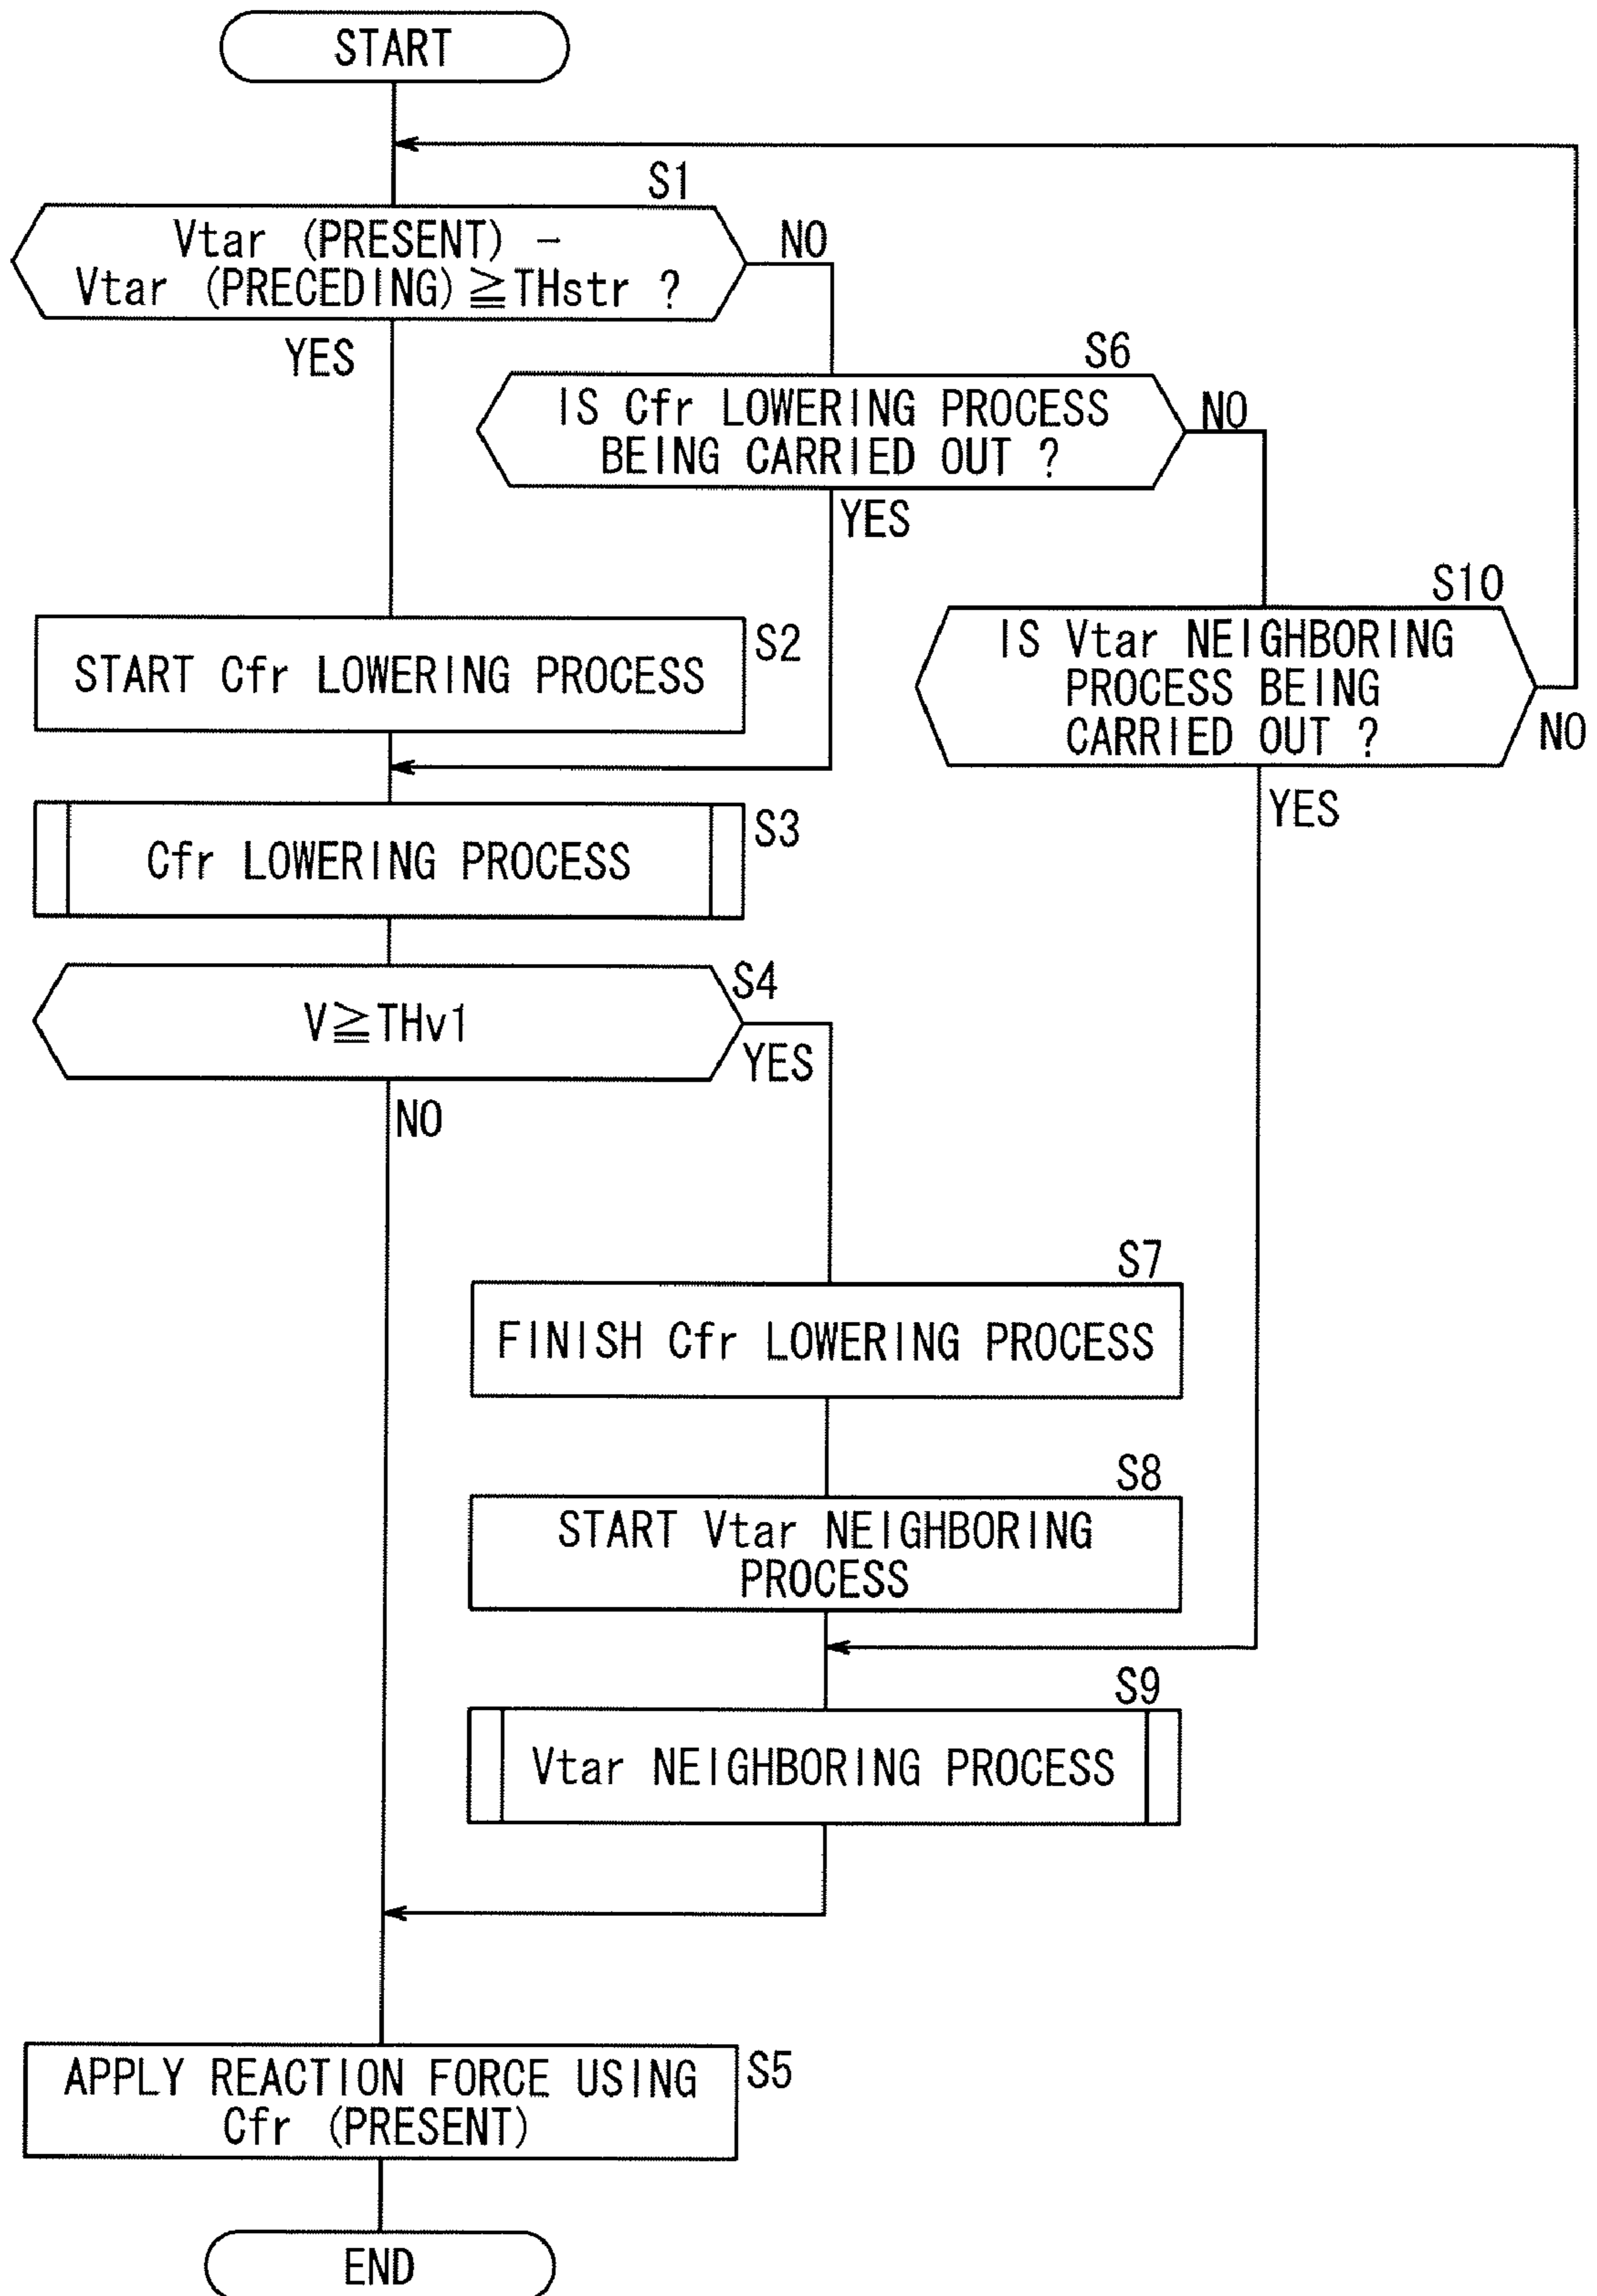 START
S1
Vtar (PRESENT) −
Vtar (PRECEDING) ≧ THstr ?
NO
YES
S6
IS Cfr LOWERING PROCESS
BEING CARRIED OUT ?
NO
YES
S10
IS Vtar NEIGHBORING
PROCESS BEING
CARRIED OUT ?
NO
YES
S2
START Cfr LOWERING PROCESS
S3
Cfr LOWERING PROCESS
S4
V≧THv1
YES
NO
S7
FINISH Cfr LOWERING PROCESS
S8
START Vtar NEIGHBORING
PROCESS
S9
Vtar NEIGHBORING PROCESS
S5
APPLY REACTION FORCE USING
Cfr (PRESENT)
END